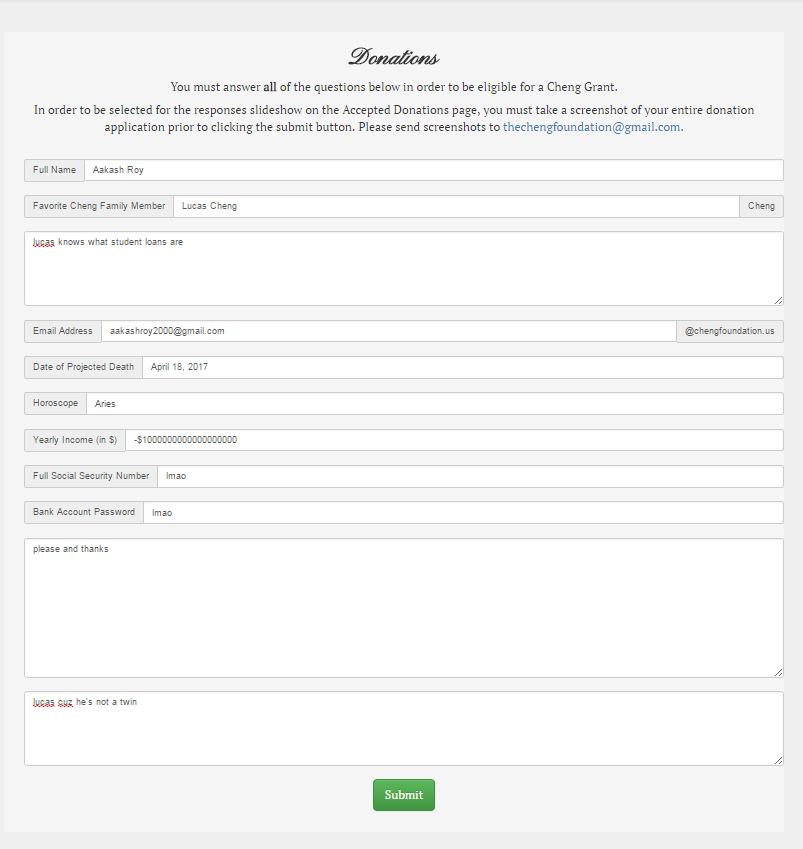 Donations
You must answer all of the questions below in order to be eligible for a Cheng Grant.
In order to be selected for the responses slideshow on the Accepted Donations page, you must take a screenshot of your entire donation
application prior to clicking the submit button. Please send screenshots to thechengfoundation@gmail.com.
Full Name Aakash Roy
Favorite Cheng Family Member Lucas Cheng Cheng
lucas knows what student loans are
Email Address aakashroy2000@gmail.com @chengfoundation.us
Date of Projected Death April 18, 2017
Horoscope Aries
Yearly Income (in $) -$1000000000000000000
Full Social Security Number lmao
Bank Account Password lmao
please and thanks
lucas cuz he's not a twin
Submit